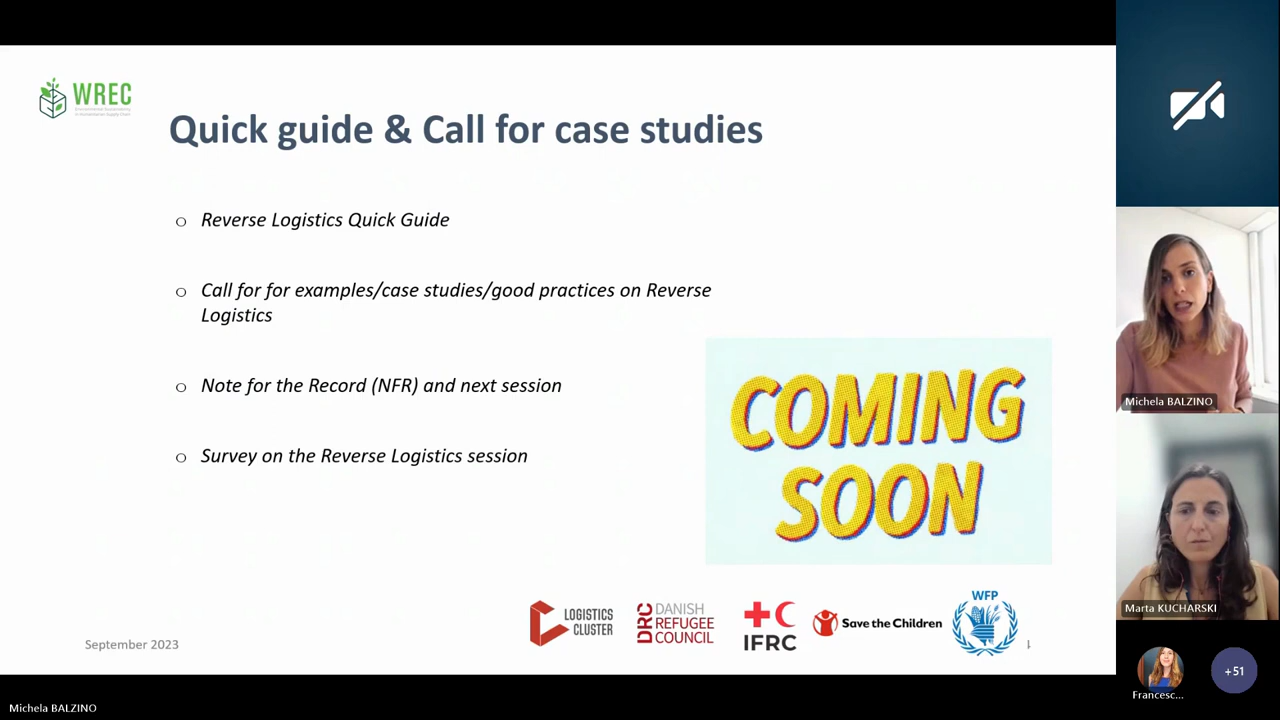 WREC
Quick guide & Call for case studies
o Reverse Logistics Quick Guide
o Call for for examples/case studies/good practices on Reverse
Logistics
o Note for the Record (NFR) and next session
o Survey on the Reverse Logistics session
COMING
SOON
LOGISTICS
CLUSTER
DRC
DANISH
REFUGEE
COUNCIL
IFRC
Save the Children
WFP
September 2023
Michela BALZINO
Marta KUCHARSKI
Francesc...
+51
Michela BALZINO